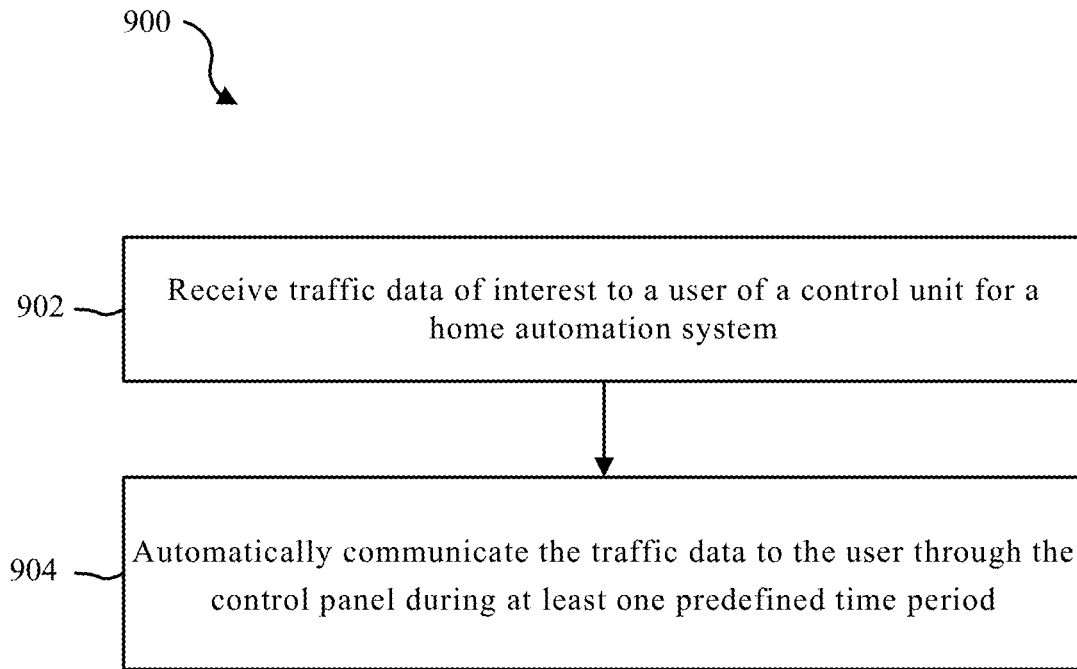 900
902
Receive traffic data of interest to a user of a control unit for a
home automation system
904
Automatically communicate the traffic data to the user through the
control panel during at least one predefined time period